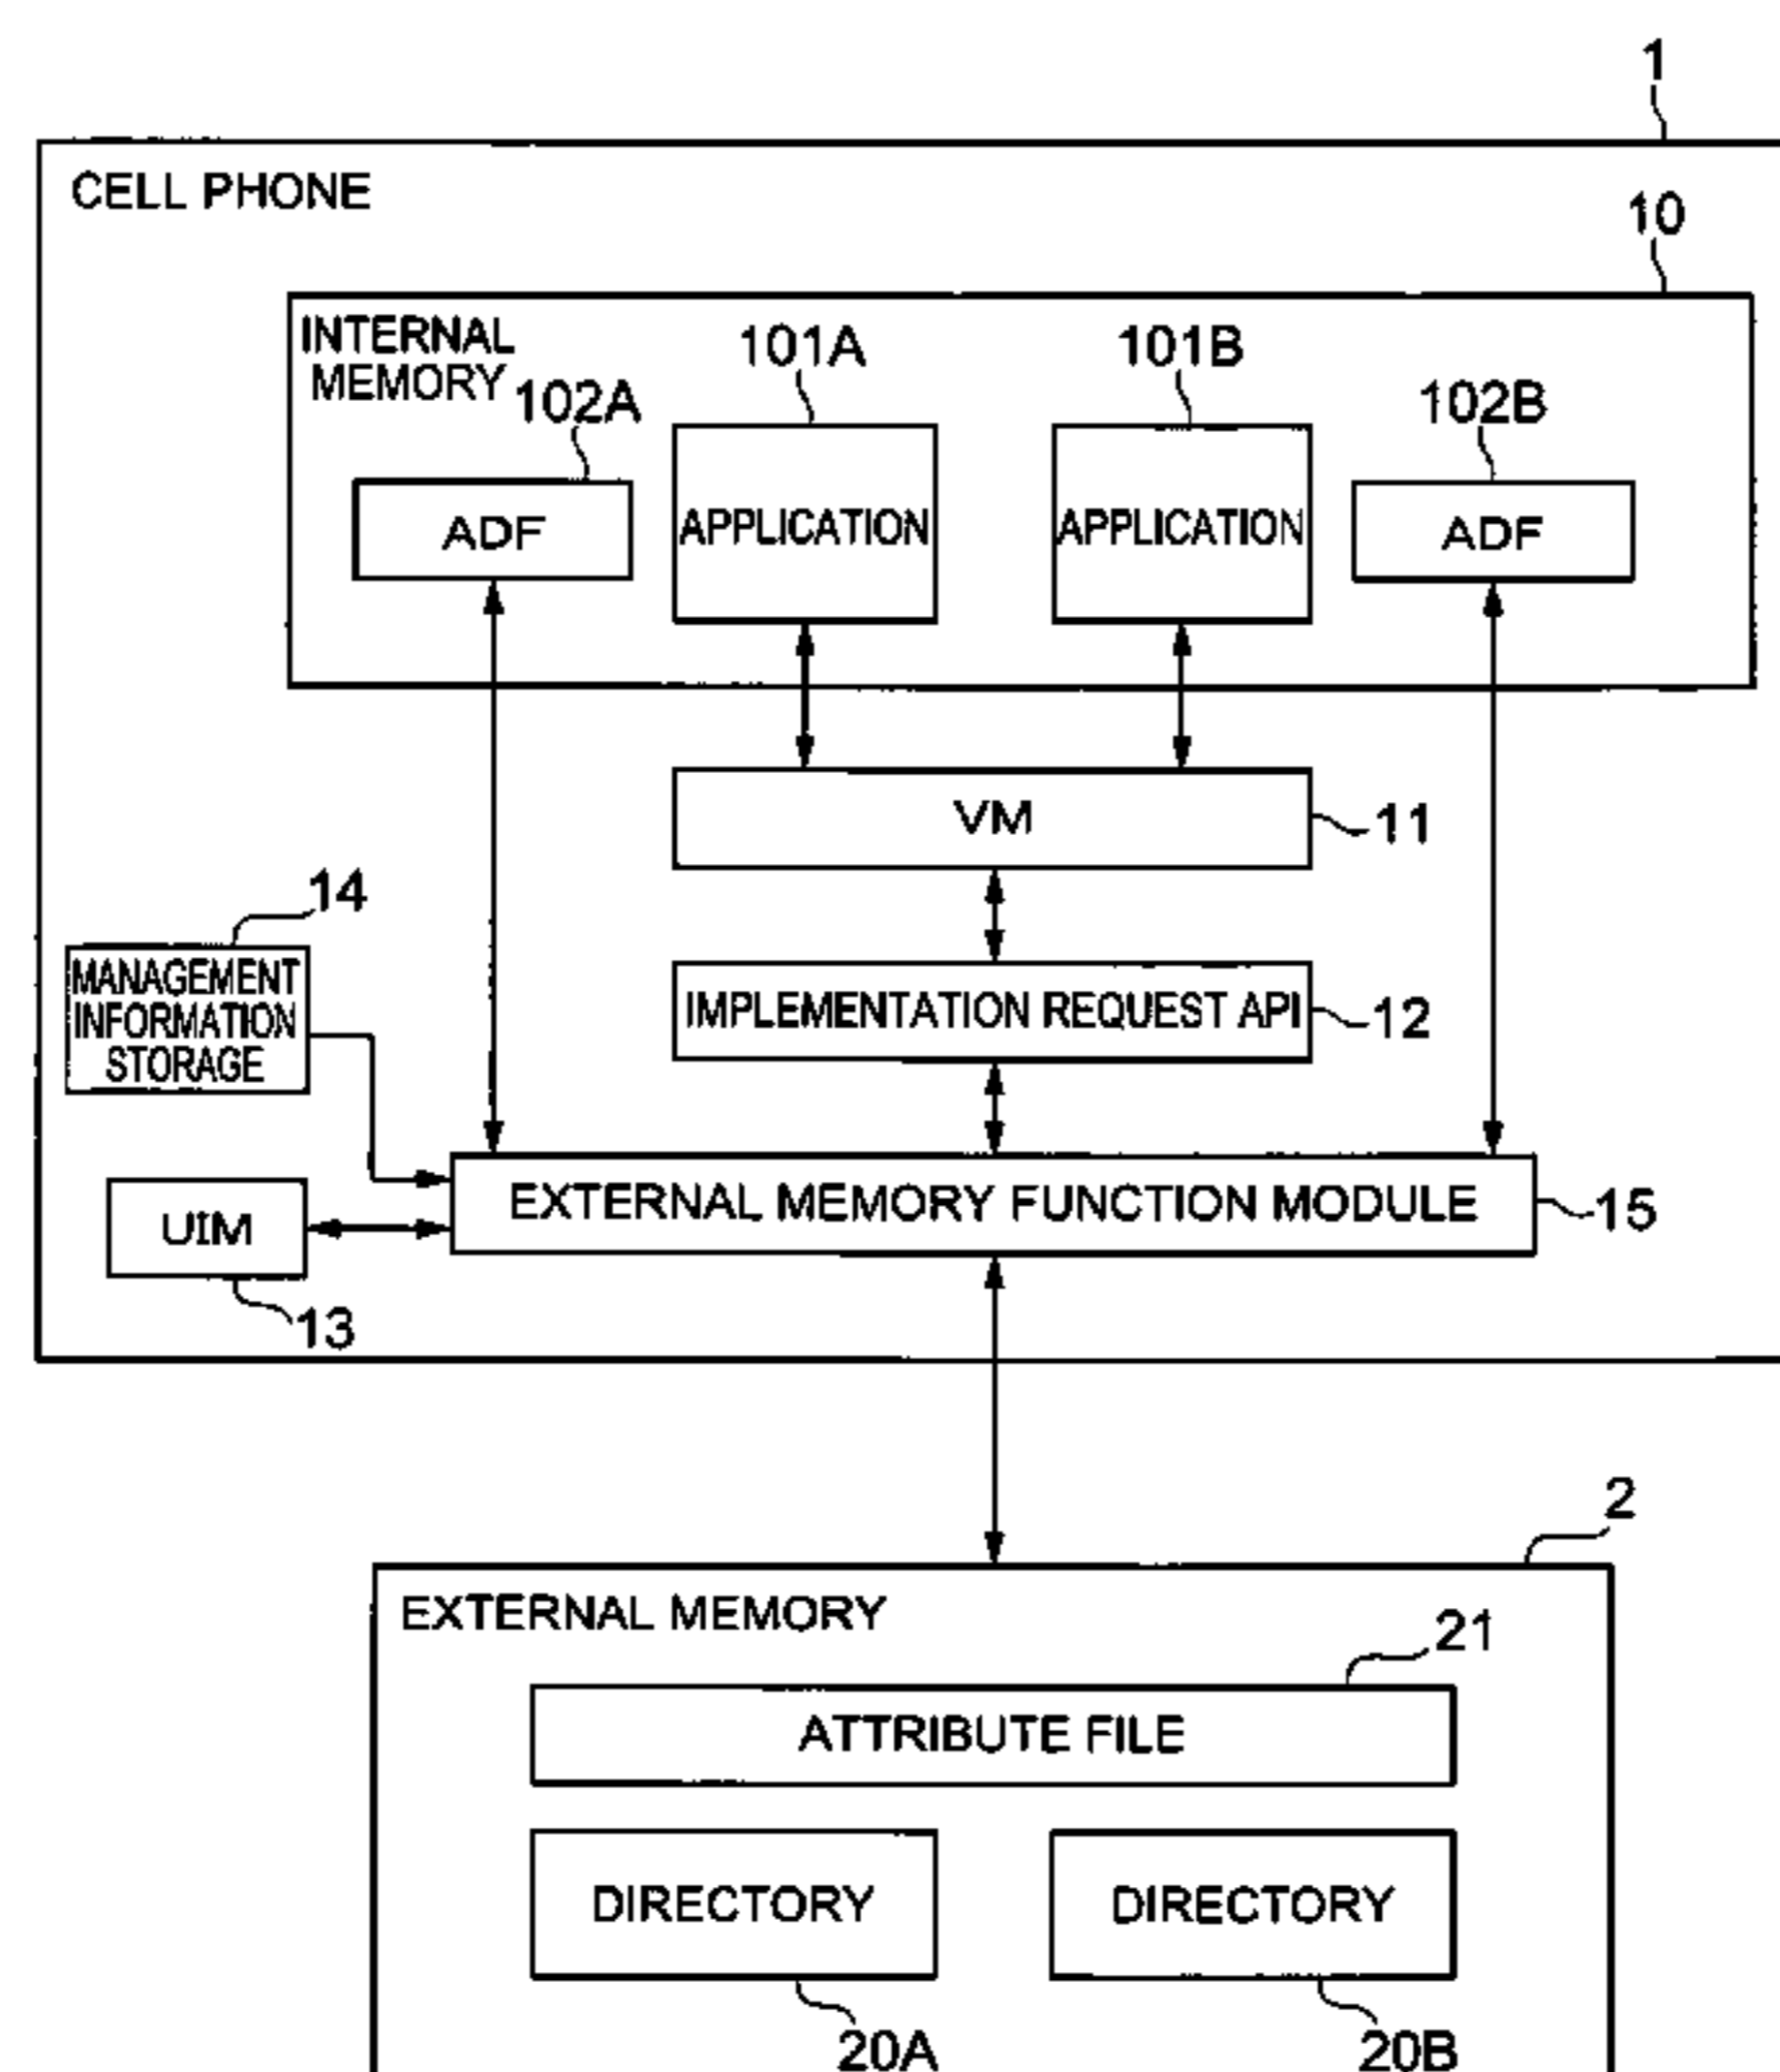 1
CELL PHONE
10
INTERNAL
MEMORY
101A
101B
102A
102B
ADF
APPLICATION
APPLICATION
ADF
VM
11
14
MANAGEMENT
INFORMATION
STORAGE
IMPLEMENTATION REQUEST API
12
EXTERNAL MEMORY FUNCTION MODULE
15
UIM
13
2
EXTERNAL MEMORY
21
ATTRIBUTE FILE
DIRECTORY
DIRECTORY
20A
20B